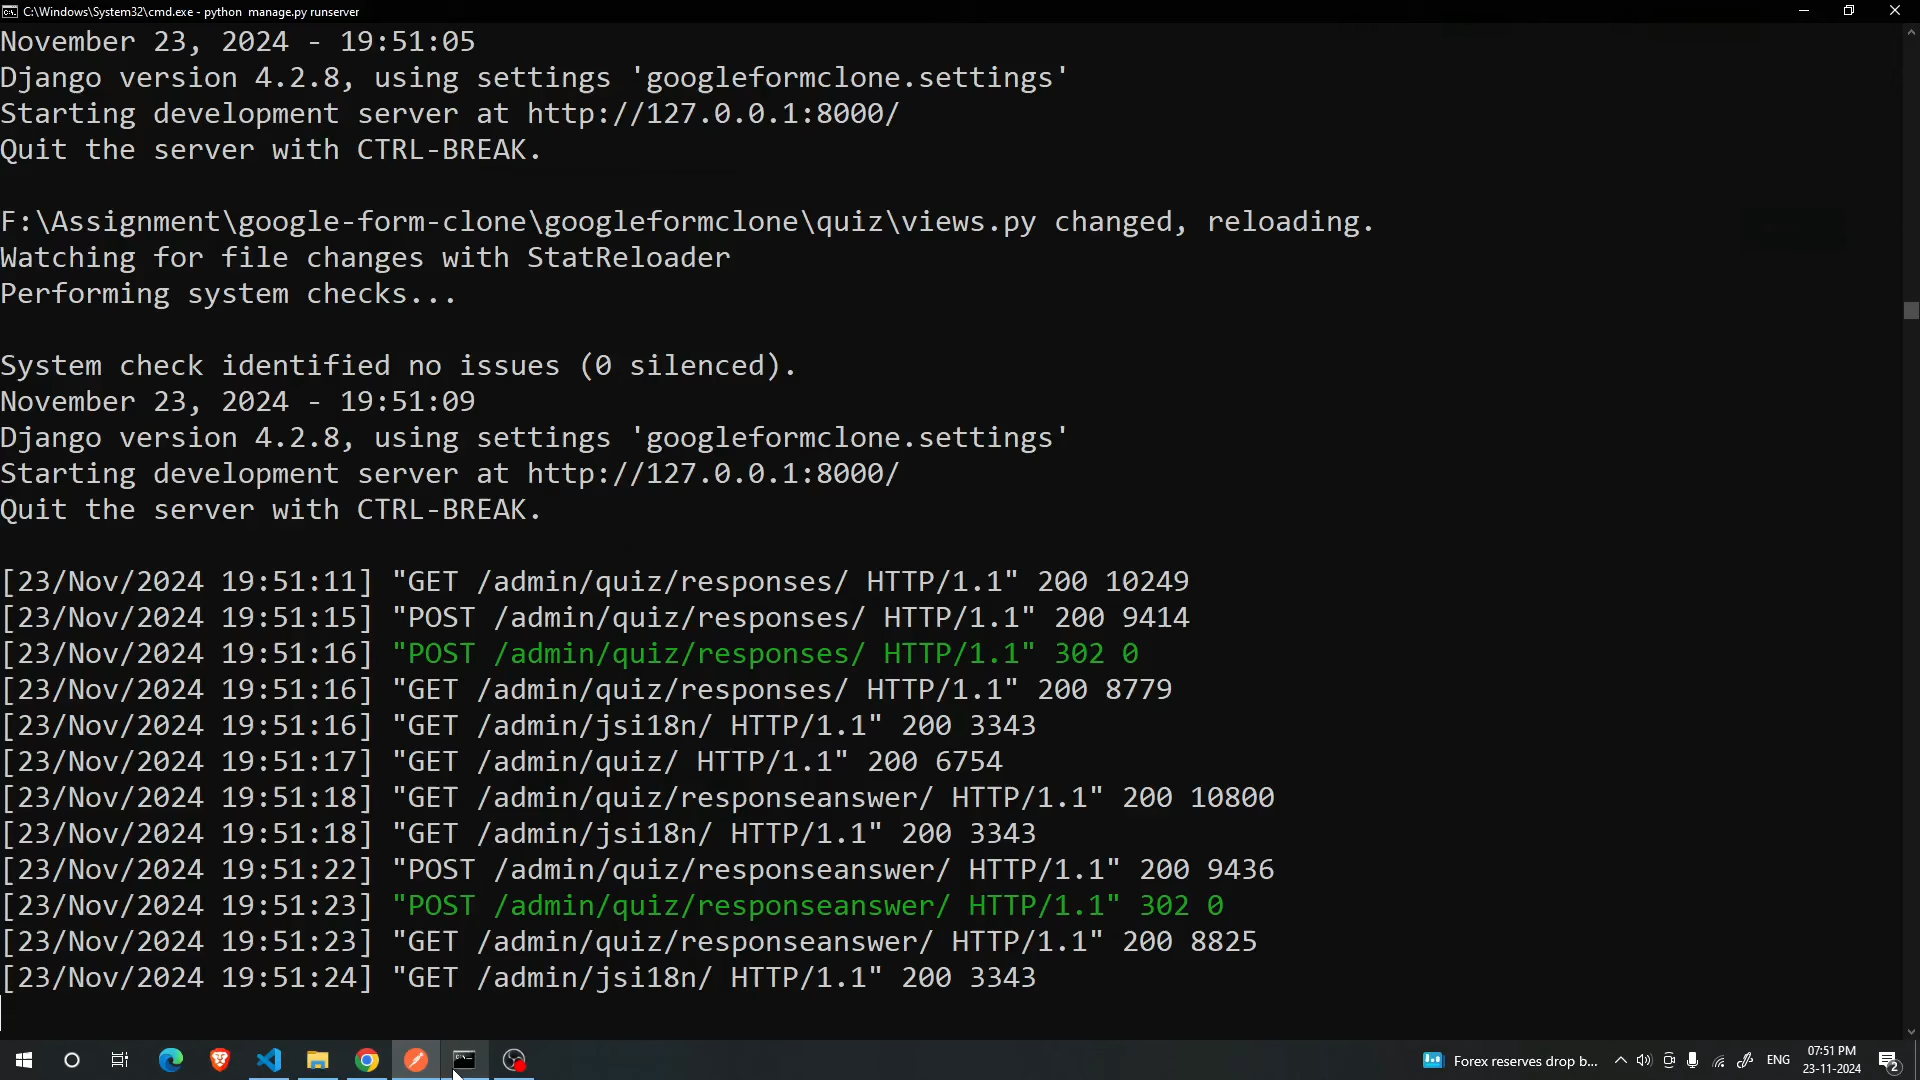 C:\Windows\System32\cmd.exe - python  manage.py runserver
November 23, 2024 - 19:51:05
Django version 4.2.8, using settings 'googleformclone.settings'
Starting development server at http://127.0.0.1:8000/
Quit the server with CTRL-BREAK.
F:\Assignment\google-form-clone\googleformclone\quiz\views.py changed, reloading.
Watching for file changes with StatReloader
Performing system checks...
System check identified no issues (0 silenced).
November 23, 2024 - 19:51:09
Django version 4.2.8, using settings 'googleformclone.settings'
Starting development server at http://127.0.0.1:8000/
Quit the server with CTRL-BREAK.
[23/Nov/2024 19:51:11] "GET /admin/quiz/responses/ HTTP/1.1" 200 10249
[23/Nov/2024 19:51:15] "POST /admin/quiz/responses/ HTTP/1.1" 200 9414
[23/Nov/2024 19:51:16] "POST /admin/quiz/responses/ HTTP/1.1" 302 0
[23/Nov/2024 19:51:16] "GET /admin/quiz/responses/ HTTP/1.1" 200 8779
[23/Nov/2024 19:51:16] "GET /admin/jsi18n/ HTTP/1.1" 200 3343
[23/Nov/2024 19:51:17] "GET /admin/quiz/ HTTP/1.1" 200 6754
[23/Nov/2024 19:51:18] "GET /admin/quiz/responseanswer/ HTTP/1.1" 200 10800
[23/Nov/2024 19:51:18] "GET /admin/jsi18n/ HTTP/1.1" 200 3343
[23/Nov/2024 19:51:22] "POST /admin/quiz/responseanswer/ HTTP/1.1" 200 9436
[23/Nov/2024 19:51:23] "POST /admin/quiz/responseanswer/ HTTP/1.1" 302 0
[23/Nov/2024 19:51:23] "GET /admin/quiz/responseanswer/ HTTP/1.1" 200 8825
[23/Nov/2024 19:51:24] "GET /admin/jsi18n/ HTTP/1.1" 200 3343
Forex reserves drop b...
ENG
07:51 PM
23-11-2024
2